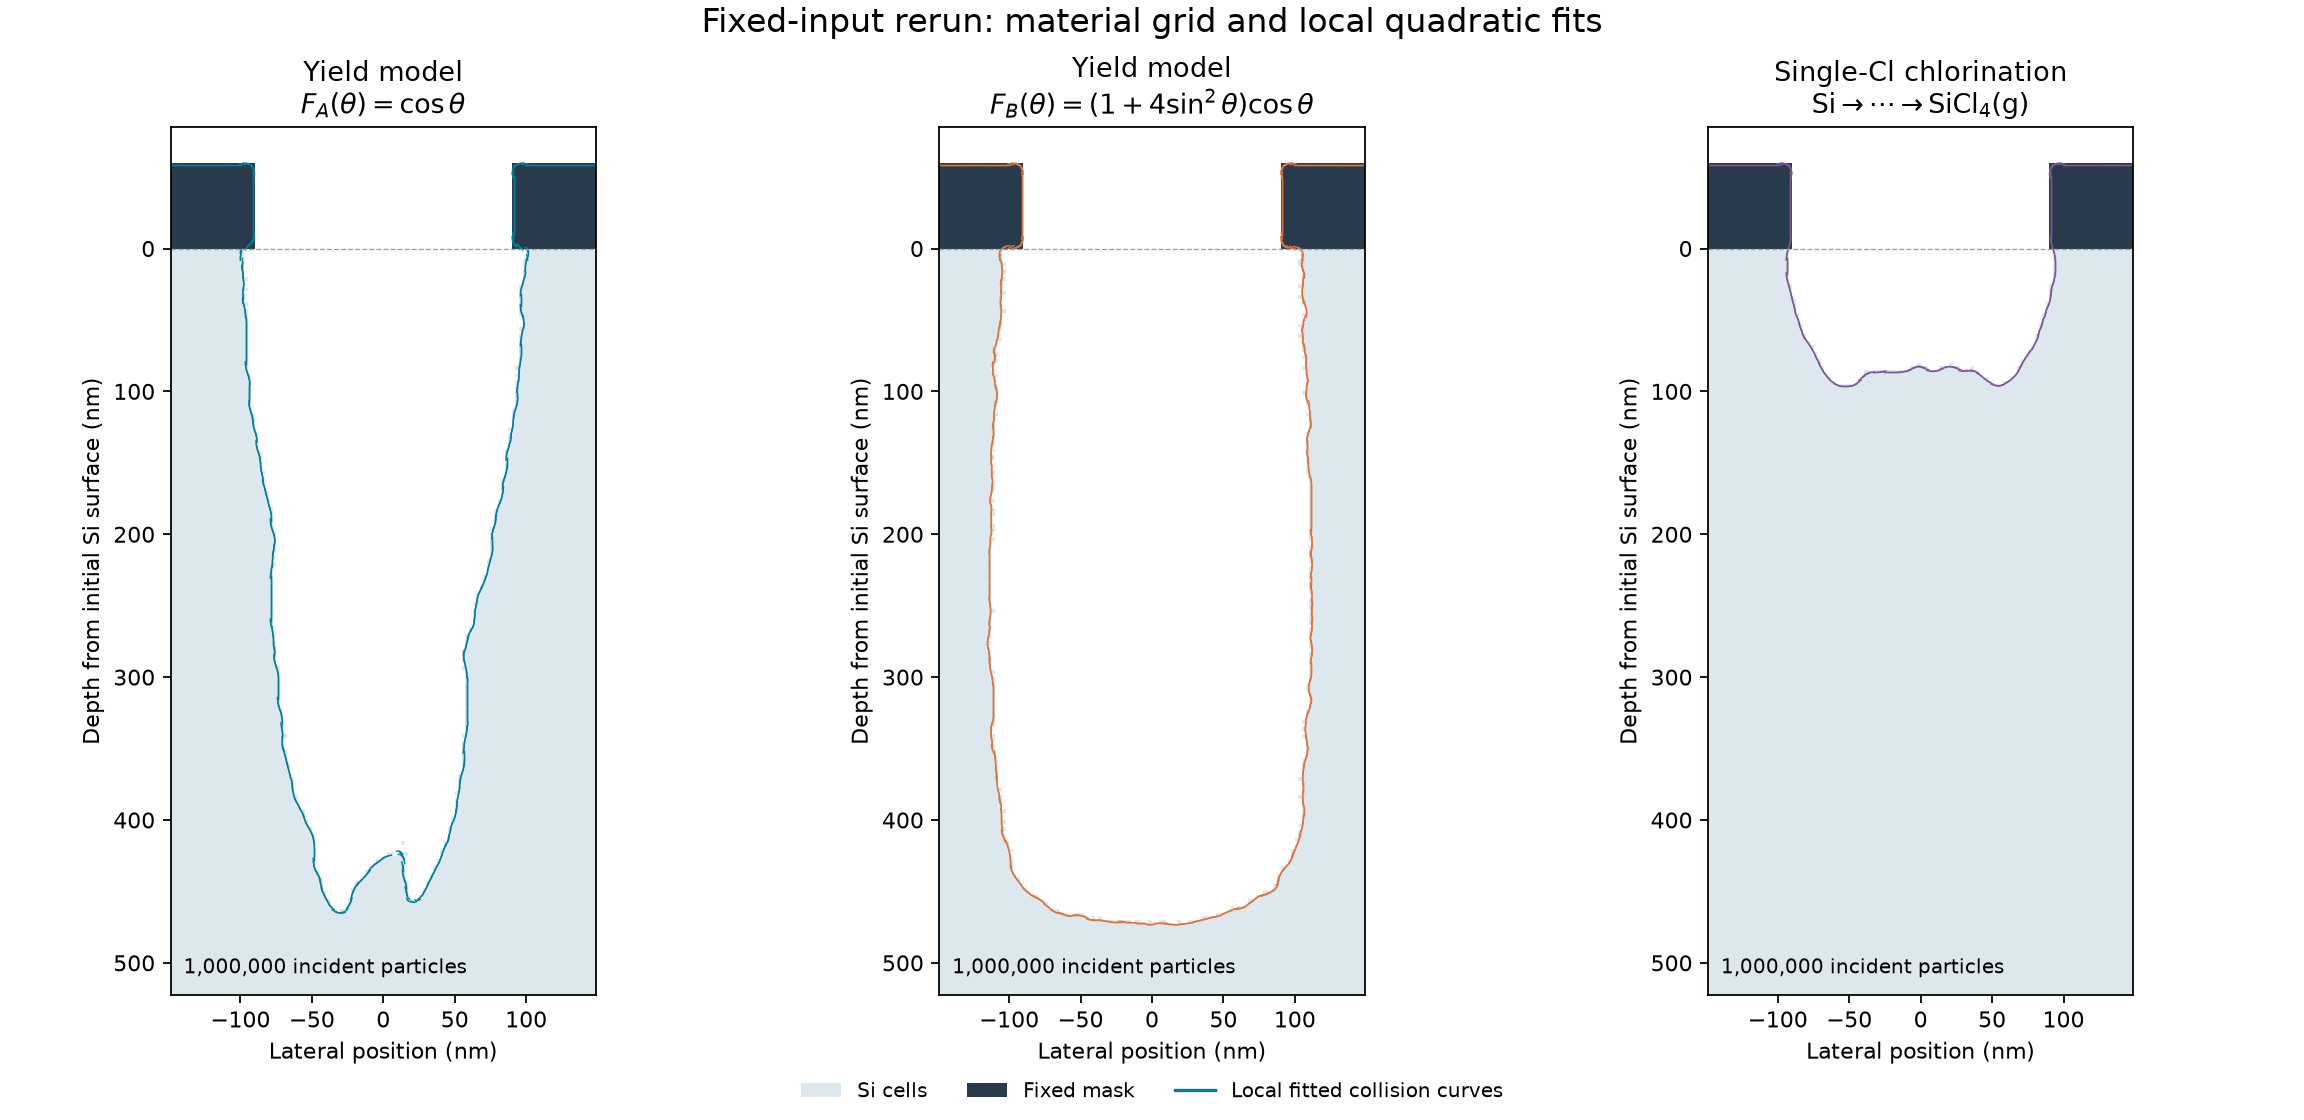 Fixed-input rerun: material grid and local quadratic fits
Yield model
F_A(θ) = cos θ
0
100
200
300
400
500
Depth from initial Si surface (nm)
1,000,000 incident particles
−100 −50 0 50 100
Lateral position (nm)
Yield model
F_B(θ) = (1 + 4sin² θ)cos θ
0
100
200
300
400
500
Depth from initial Si surface (nm)
1,000,000 incident particles
−100 −50 0 50 100
Lateral position (nm)
Single-Cl chlorination
Si → ⋯ → SiCl₄(g)
0
100
200
300
400
500
Depth from initial Si surface (nm)
1,000,000 incident particles
−100 −50 0 50 100
Lateral position (nm)
Si cells Fixed mask Local fitted collision curves